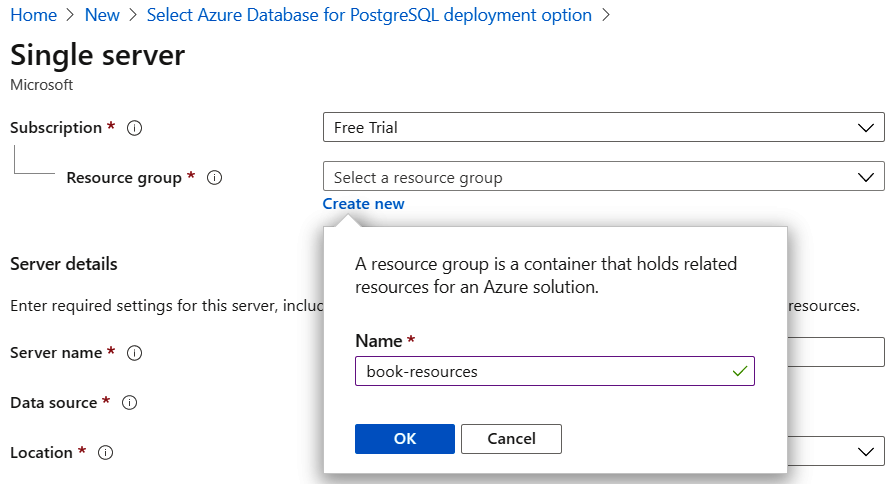 Home > New > Select Azure Database for PostgreSQL deployment option >
Single server
Microsoft
Subscription * Free Trial
Resource group * Select a resource group
Create new
A resource group is a container that holds related
resources for an Azure solution.
Server details
Enter required settings for this server, resources.
Name *
Server name *
book-resources
Data source *
OK Cancel
Location *